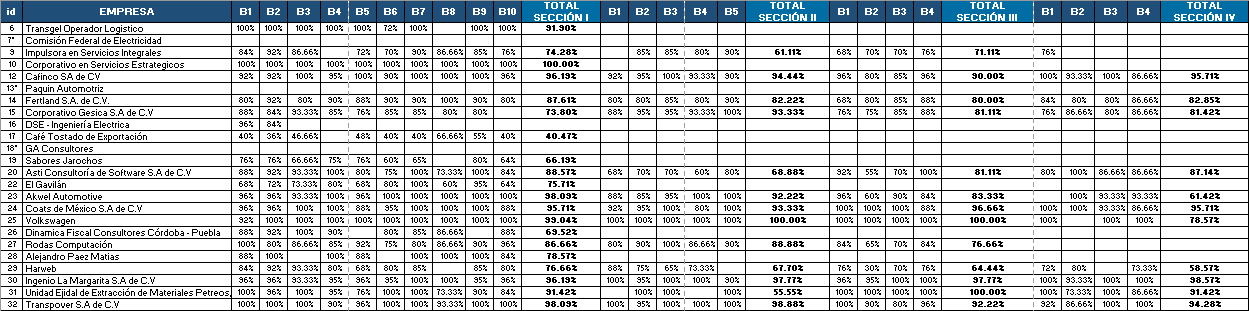 id EMPRESA B1 B2 B3 B4 B5 B6 B7 B8 B9 B10 TOTAL SECCIÓN I B1 B2 B3 B4 B5 TOTAL SECCIÓN II B1 B2 B3 B4 TOTAL SECCIÓN III B1 B2 B3 B4 TOTAL SECCIÓN IV
6 Transgel Operador Logistico 100% 100% 100% 100% 100% 72% 100% 100% 100% 91.90%
7* Comisión Federal de Electricidad
9 Impulsora en Servicios Integrales 84% 92% 86.66% 72% 70% 90% 86.66% 85% 76% 74.28% 85% 85% 80% 90% 61.11% 68% 70% 70% 76% 71.11% 76%
10 Corporativo en Servicios Estrategicos 100% 100% 100% 100% 100% 100% 100% 100% 100% 100% 100.00%
12 Cafinco SA de CV 92% 92% 100% 95% 100% 90% 100% 100% 100% 96% 96.19% 92% 95% 100% 93.33% 90% 94.44% 96% 80% 85% 96% 90.00% 100% 93.33% 100% 86.66% 95.71%
13* Paquin Automotriz
14 Fertland S.A. de C.V. 80% 92% 80% 90% 88% 90% 90% 100% 90% 80% 87.61% 80% 80% 85% 80% 90% 82.22% 68% 80% 85% 88% 80.00% 84% 80% 80% 86.66% 82.85%
15 Corporativo Gesica S.A de C.V 88% 84% 93.33% 85% 76% 85% 85% 80% 80% 73.80% 88% 95% 95% 93.33% 100% 93.33% 76% 75% 85% 88% 81.11% 76% 86.66% 80% 86.66% 81.42%
16 DSE - Ingeniería Electrica 96% 84%
17 Café Tostado de Exportación 40% 36% 46.66% 48% 40% 40% 66.66% 55% 40% 40.47%
18* GA Consultores
19 Sabores Jarochos 76% 76% 66.66% 75% 76% 60% 65% 80% 64% 66.19%
20 Asti Consultoría de Software S.A de C.V 88% 92% 93.33% 100% 80% 75% 100% 73.33% 100% 84% 88.57% 68% 70% 70% 60% 80% 68.88% 92% 55% 70% 100% 81.11% 80% 100% 86.66% 86.66% 87.14%
22 El Gavilán 68% 72% 73.33% 80% 68% 80% 100% 60% 95% 64% 75.71%
23 Akwel Automotive 96% 96% 93.33% 100% 96% 100% 100% 100% 100% 100% 98.09% 88% 85% 95% 100% 100% 92.22% 96% 60% 90% 84% 83.33% 100% 93.33% 93.33% 61.42%
24 Coats de México S.A de C.V 96% 96% 100% 100% 88% 95% 95% 100% 100% 88% 95.71% 92% 95% 100% 80% 100% 93.33% 100% 100% 100% 88% 96.66% 100% 100% 93.33% 86.66% 95.71%
25 Volkswagen 92% 100% 100% 100% 100% 100% 100% 100% 100% 100% 99.04% 100% 100% 100% 100% 100% 100.00% 100% 100% 100% 100% 100.00% 100% 100% 100% 78.57%
26 Dinamica Fiscal Consultores Córdoba - Puebla 88% 92% 100% 90% 80% 85% 86.66% 88% 69.52%
27 Rodas Computación 100% 80% 86.66% 85% 92% 75% 80% 86.66% 90% 88% 86.66% 80% 90% 100% 86.66% 90% 88.88% 84% 65% 70% 84% 76.66%
28 Alejandro Paez Matias 88% 100% 100% 88% 100% 100% 100% 84% 78.57%
29 Harweb 84% 92% 93.33% 80% 68% 80% 85% 85% 80% 76.66% 88% 75% 65% 73.33% 67.70% 76% 30% 70% 76% 64.44% 72% 80% 73.33% 58.57%
30 Ingenio La Margarita S.A de C.V 96% 96% 93.33% 95% 96% 95% 100% 100% 95% 96% 96.19% 100% 95% 100% 100% 95% 97.77% 96% 95% 100% 100% 97.77% 100% 93.33% 100% 100% 98.57%
31 Unidad Ejidal de Extracción de Materiales Petreos, 100% 96% 100% 95% 76% 100% 100% 73.33% 90% 84% 91.42% 100% 100% 90% 55.55% 100% 100% 100% 100% 100.00% 100% 73.33% 100% 86.66% 91.42%
32 Transpover S.A de C.V 100% 100% 100% 90% 96% 100% 100% 93.33% 100% 100% 98.09% 100% 95% 100% 100% 100% 98.88% 100% 90% 80% 96% 92.22% 92% 86.66% 100% 100% 94.28%